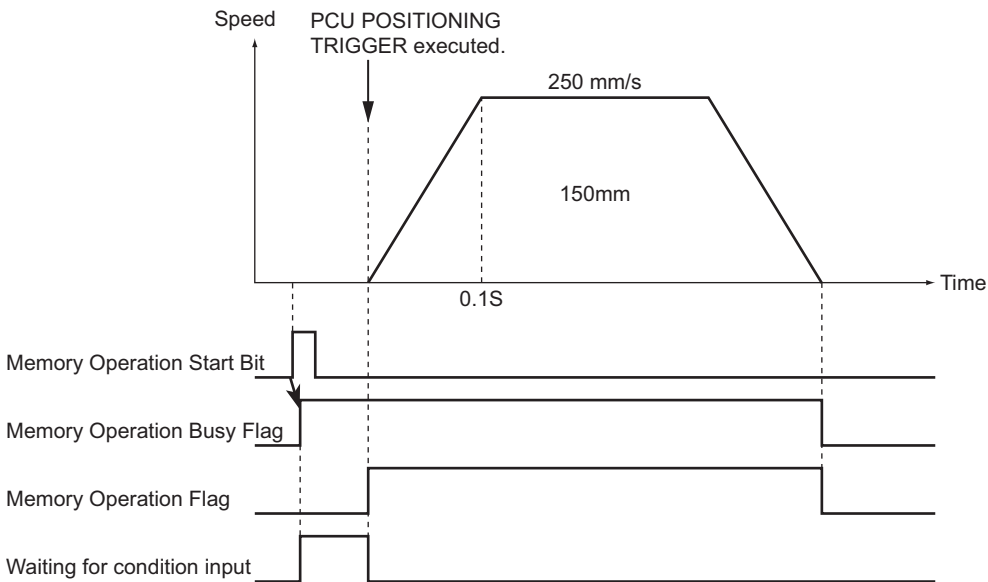 Speed
PCU POSITIONING
TRIGGER executed.
250 mm/s
150mm
0.1S
Time
Memory Operation Start Bit
Memory Operation Busy Flag
Memory Operation Flag
Waiting for condition input